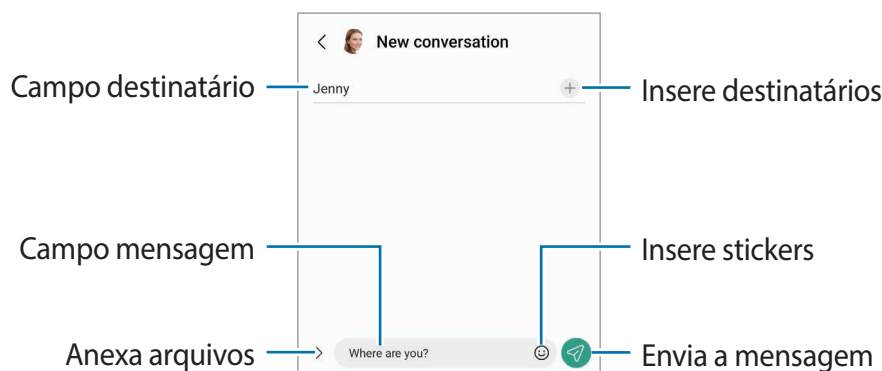 New conversation
Campo destinatário
Jenny
Insere destinatários
Campo mensagem
Insere stickers
Anexa arquivos
Where are you?
Envia a mensagem